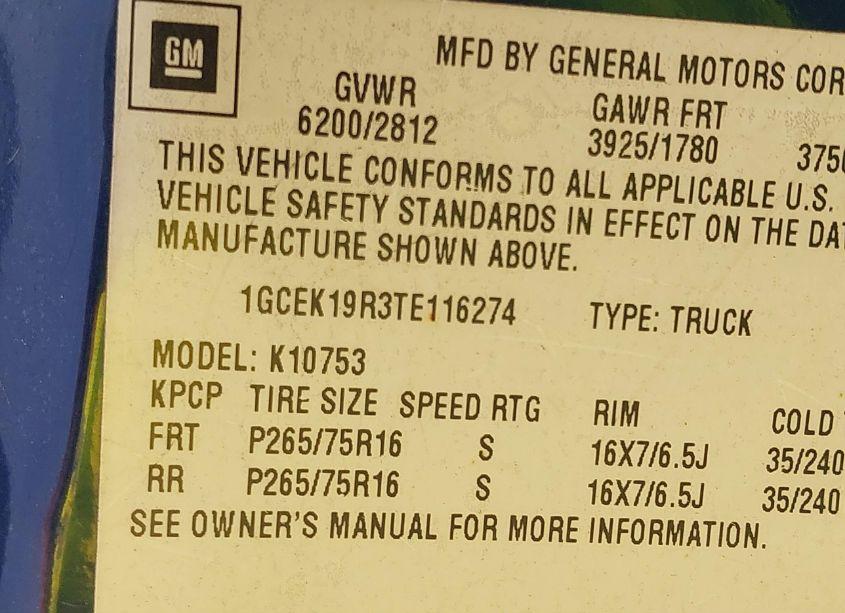 GM
MFD BY GENERAL MOTORS COR
GVWR GAWR FRT
6200/2812 3925/1780 375
THIS VEHICLE CONFORMS TO ALL APPLICABLE U.S.
VEHICLE SAFETY STANDARDS IN EFFECT ON THE DA
MANUFACTURE SHOWN ABOVE.
1GCEK19R3TE116274 TYPE: TRUCK
MODEL: K10753
KPCP TIRE SIZE SPEED RTG RIM COLD
FRT P265/75R16 S 16X7/6.5J 35/240
RR P265/75R16 S 16X7/6.5J 35/240
SEE OWNER'S MANUAL FOR MORE INFORMATION.